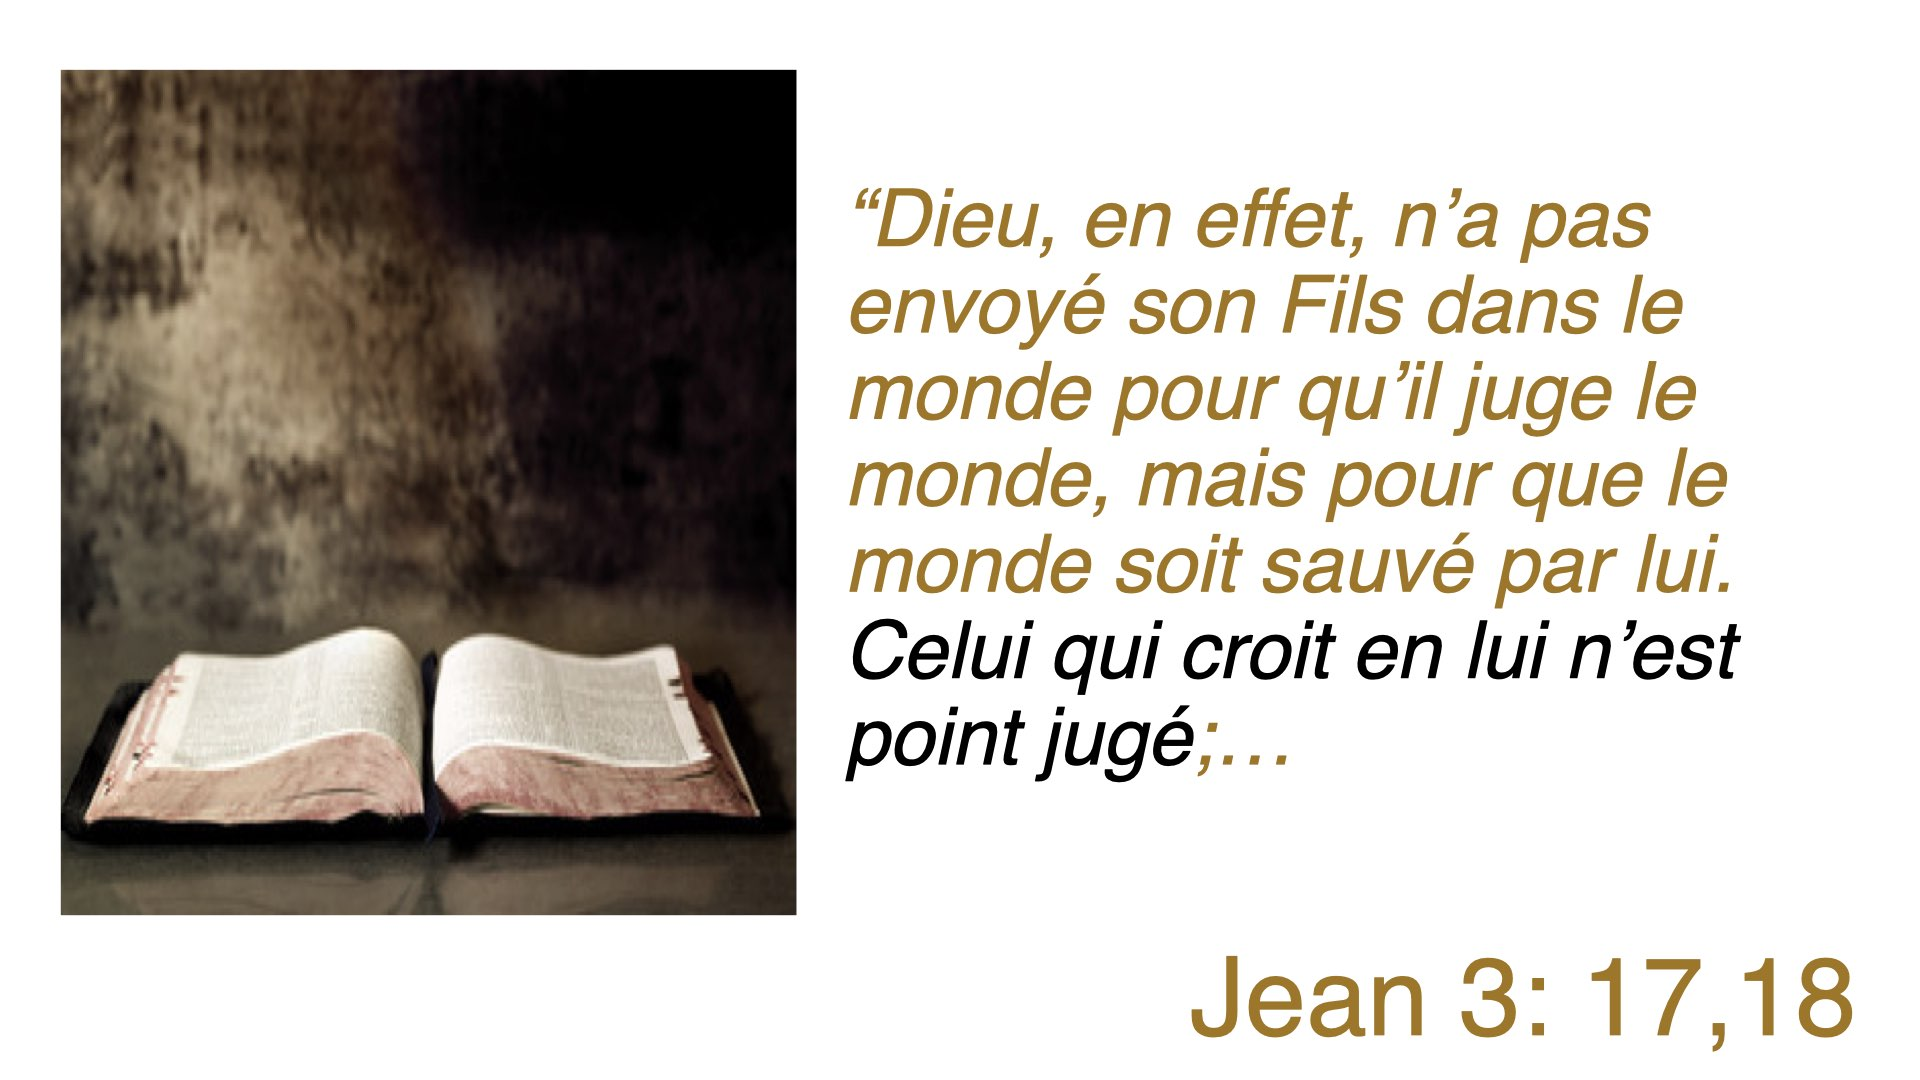 “Dieu, en effet, n’a pas
envoyé son Fils dans le
monde pour qu’il juge le
monde, mais pour que le
monde soit sauvé par lui.
Celui qui croit en lui n’est
point jugé;…
Jean 3: 17,18